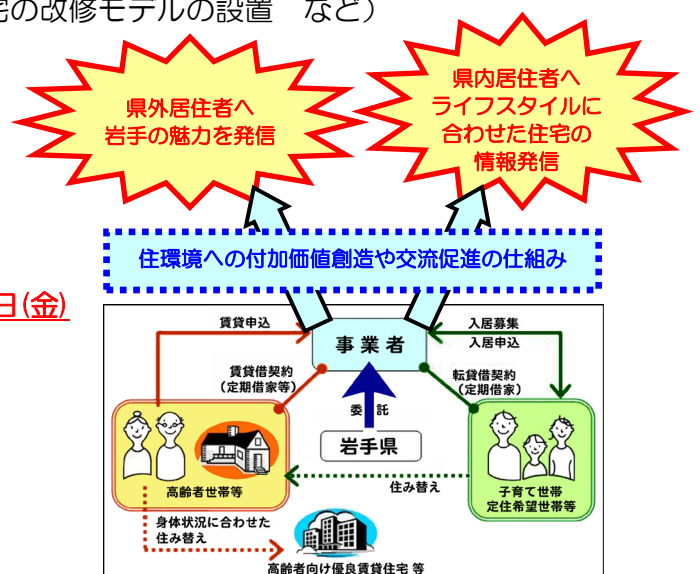 宅の改修モデルの設置　など）
県外居住者へ
岩手の魅力を発信
県内居住者へ
ライフスタイルに
合わせた住宅の
情報発信
住環境への付加価値創造や交流促進の仕組み
日(金)
賃貸申込
事業者
入居募集
入居申込
賃貸借契約
（定期借家等）
転貸借契約
（定期借家）
委託
岩手県
高齢者世帯等
住み替え
子育て世帯
定住希望世帯等
身体状況に合わせた
住み替え
高齢者向け優良賃貸住宅 等